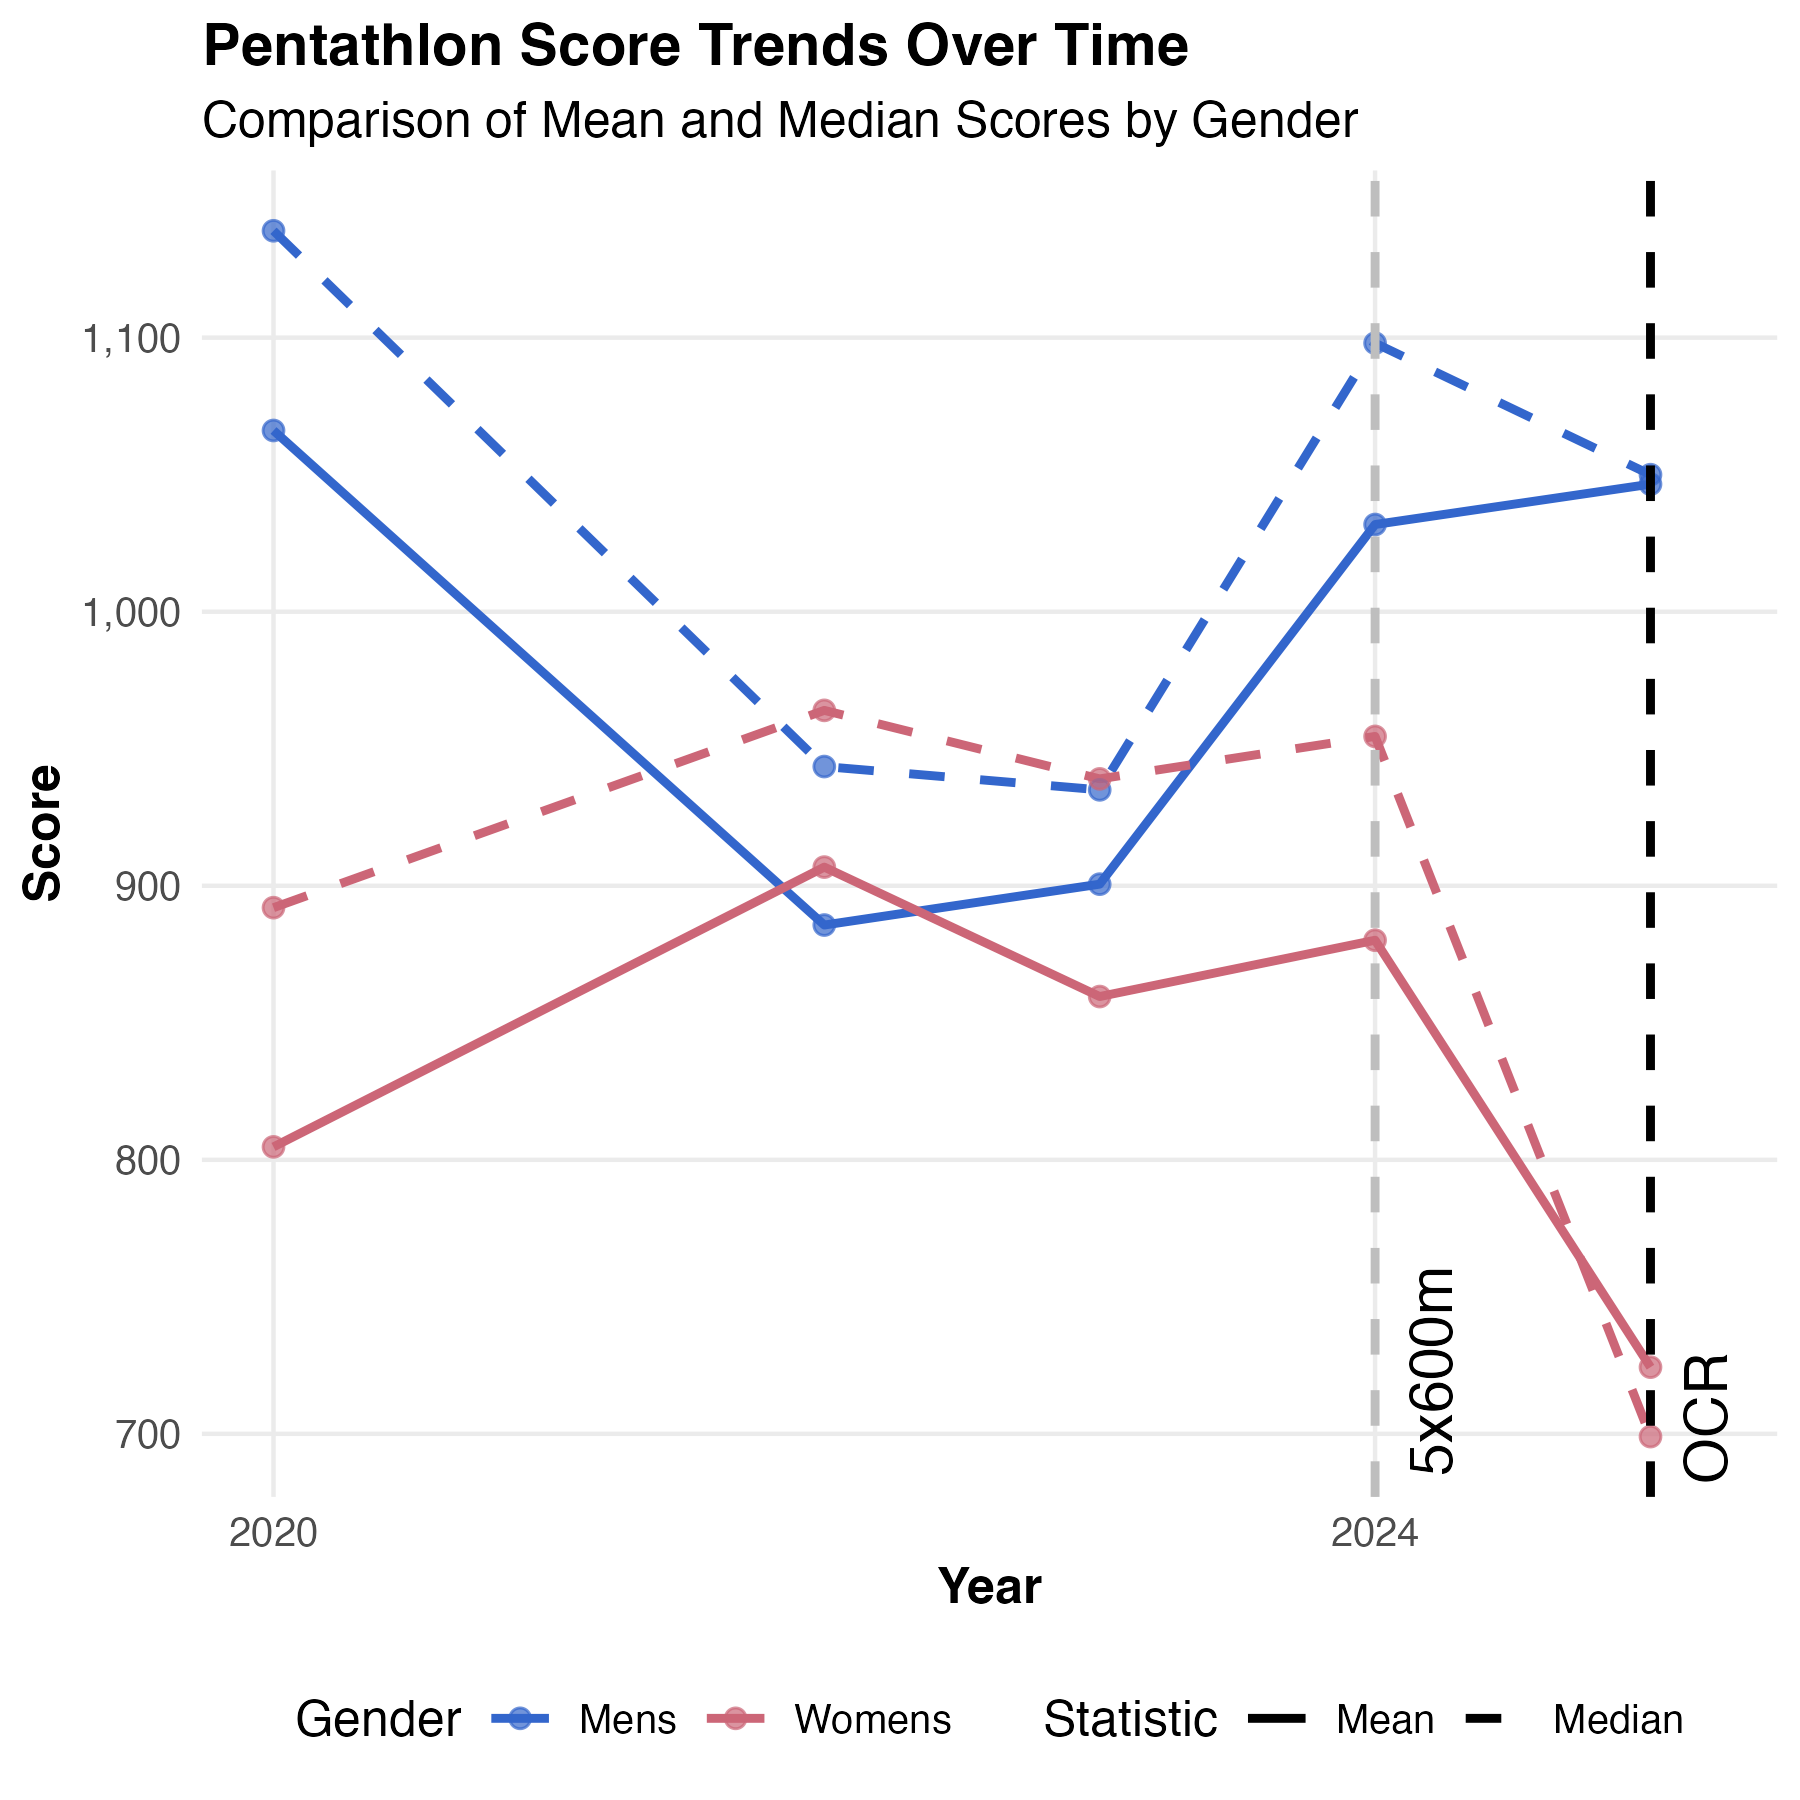 Pentathlon Score Trends Over Time
Comparison of Mean and Median Scores by Gender
1,100
1,000
900
800
700
Score
5x600m
OCR
2020
2024
Year
Gender Mens Womens Statistic Mean Median